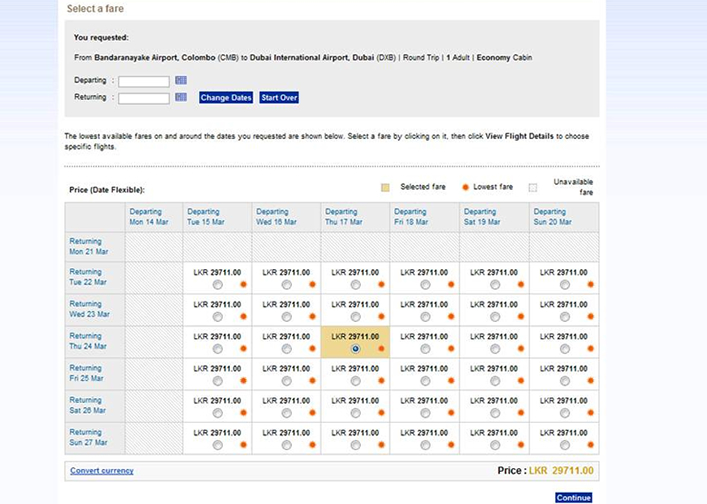 Select a fare
You requested:
From Bandaranayake Airport, Colombo (CMB) to Dubai International Airport, Dubai (DXB) | Round Trip | 1 Adult | Economy Cabin
Departing :
Returning : Change Dates Start Over
The lowest available fares on and around the dates you requested are shown below. Select a fare by clicking on it, then click View Flight Details to choose
specific flights.
Price (Date Flexible): Selected fare Lowest fare Unavailable
fare
Departing Departing Departing Departing Departing Departing Departing
Mon 14 Mar Tue 15 Mar Wed 16 Mar Thu 17 Mar Fri 18 Mar Sat 19 Mar Sun 20 Mar
Returning
Mon 21 Mar
Returning LKR 29711.00 LKR 29711.00 LKR 29711.00 LKR 29711.00 LKR 29711.00 LKR 29711.00
Tue 22 Mar
Returning LKR 29711.00 LKR 29711.00 LKR 29711.00 LKR 29711.00 LKR 29711.00 LKR 29711.00
Wed 23 Mar
Returning LKR 29711.00 LKR 29711.00 LKR 29711.00 LKR 29711.00 LKR 29711.00 LKR 29711.00
Thu 24 Mar
Returning LKR 29711.00 LKR 29711.00 LKR 29711.00 LKR 29711.00 LKR 29711.00 LKR 29711.00
Fri 25 Mar
Returning LKR 29711.00 LKR 29711.00 LKR 29711.00 LKR 29711.00 LKR 29711.00 LKR 29711.00
Sat 26 Mar
Returning LKR 29711.00 LKR 29711.00 LKR 29711.00 LKR 29711.00 LKR 29711.00 LKR 29711.00
Sun 27 Mar
Convert currency Price : LKR 29711.00
Continue